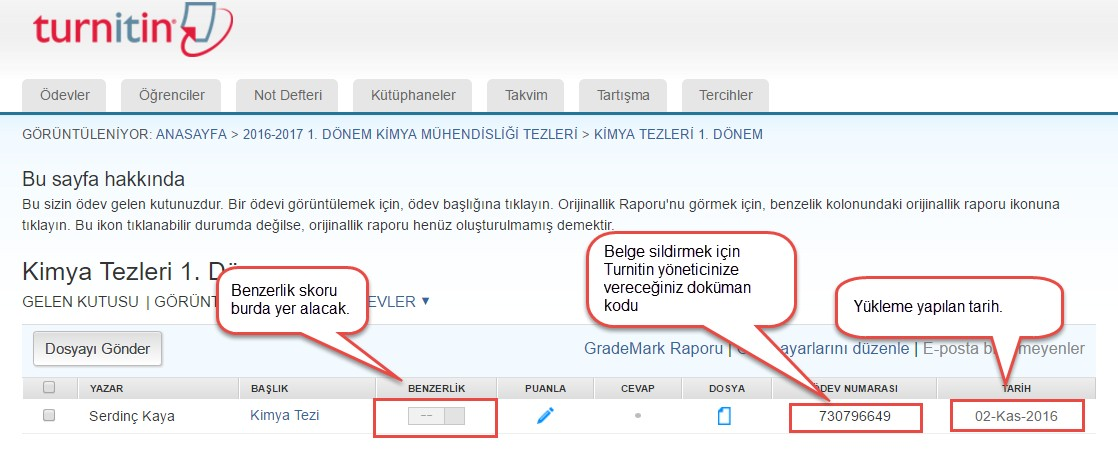 turnitin
Ödevler Öğrenciler Not Defteri Kütüphaneler Takvim Tartışma Tercihler
GÖRÜNTÜLENİYOR: ANASAYFA > 2016-2017 1. DÖNEM KİMYA MÜHENDİSLİĞİ TEZLERİ > KİMYA TEZLERİ 1. DÖNEM
Bu sayfa hakkında
Bu sizin ödev gelen kutunuzdur. Bir ödevi görüntülemek için, ödev başlığına tıklayın. Orijinallik Raporu'nu görmek için, benzelik kolonundaki orijinallik raporu ikonuna
tıklayın. Bu ikon tıklanabilir durumda değilse, orijinallik raporu henüz oluşturulmamış demektir.
Kimya Tezleri 1. D
GELEN KUTUSU | GÖRÜNT EVLER ▼
Benzerlik skoru
burda yer alacak.
Belge sildirmek için
Turnitin yöneticinize
vereceğiniz doküman
kodu
Yükleme yapılan tarih.
Dosyayı Gönder
GradeMark Raporu | ayarlarını düzenle | E-posta meyenler
YAZAR BAŞLIK BENZERLİK PUANLA CEVAP DOSYA ÖDEV NUMARASI TARİH
Serdinç Kaya Kimya Tezi -- 730796649 02-Kas-2016